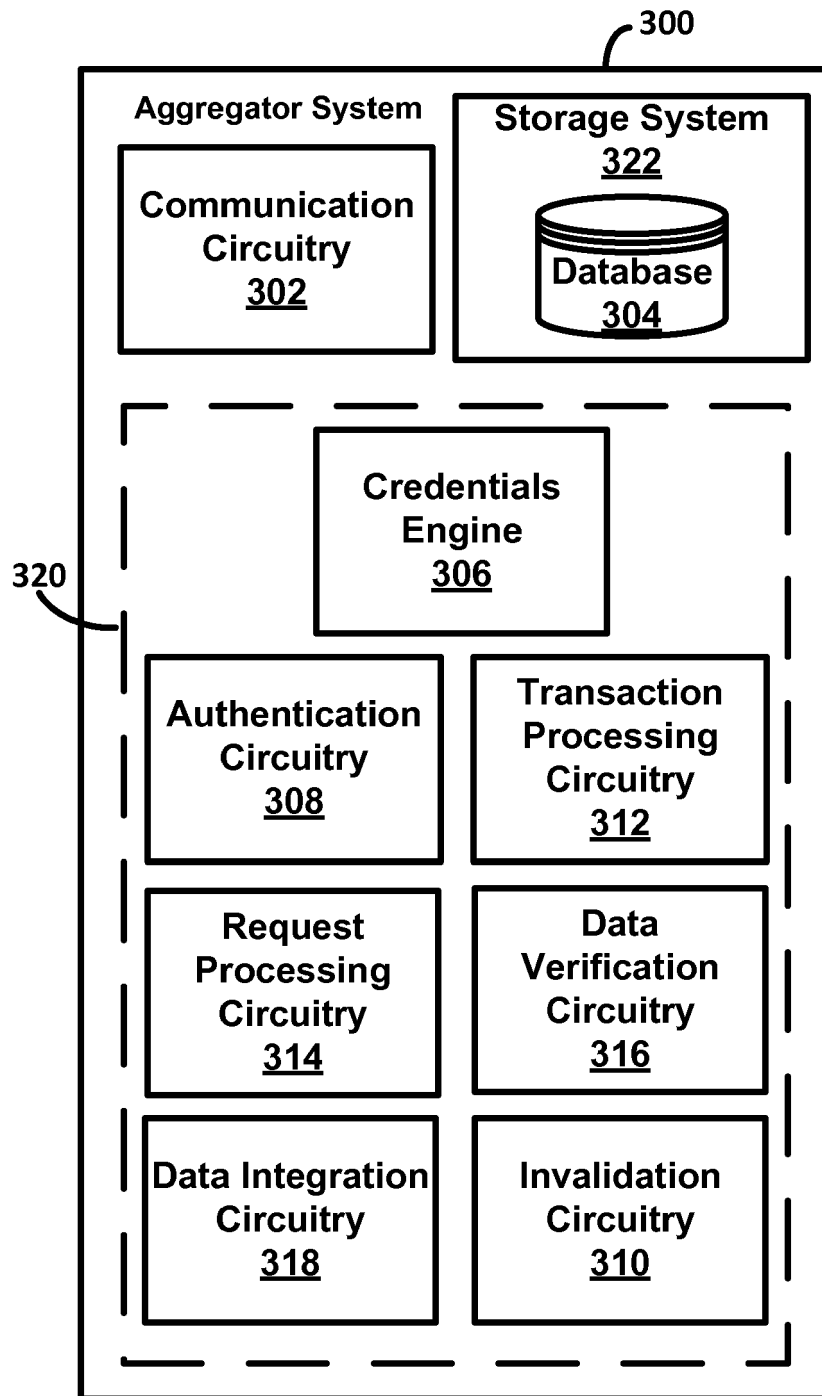 300
Aggregator System
Communication
Circuitry
302
Storage System
322
Database
304
320
Credentials
Engine
306
Authentication
Circuitry
308
Transaction
Processing
Circuitry
312
Request
Processing
Circuitry
314
Data
Verification
Circuitry
316
Data Integration
Circuitry
318
Invalidation
Circuitry
310